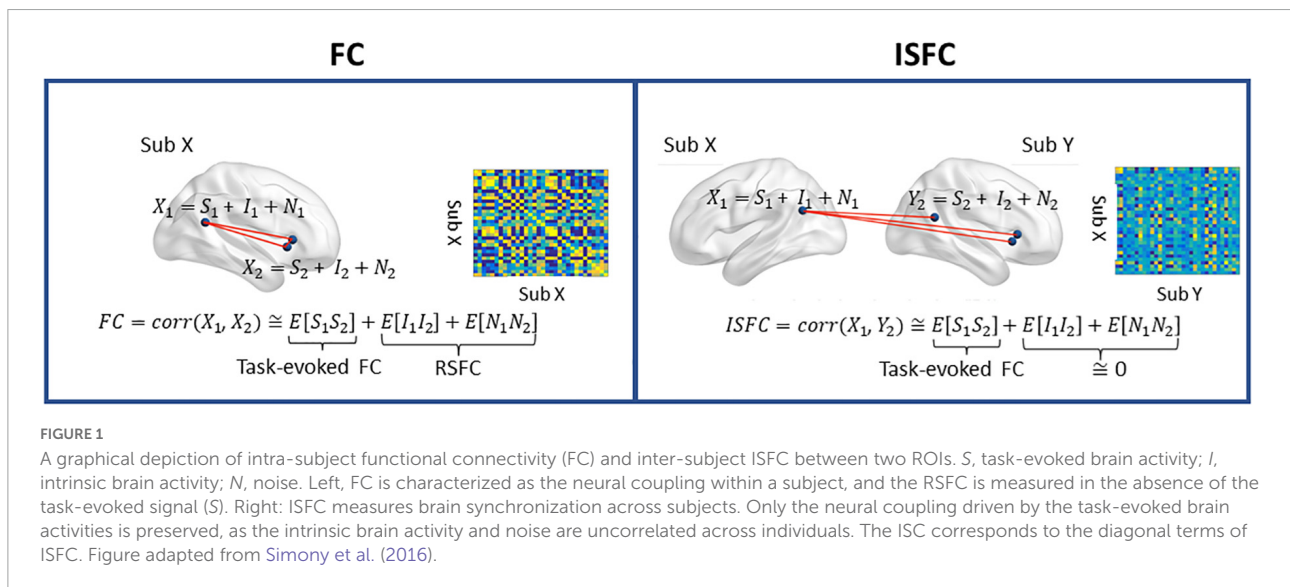 FC
Sub X
X₁ = S₁ + I₁ + N₁
X₂ = S₂ + I₂ + N₂
Sub X
Sub X
FC = corr(X₁, X₂) ≅ E[S₁S₂] + E[I₁I₂] + E[N₁N₂]
Task-evoked FC RSFC
ISFC
Sub X Sub Y
X₁ = S₁ + I₁ + N₁ Y₂ = S₂ + I₂ + N₂
Sub X
Sub Y
ISFC = corr(X₁, Y₂) ≅ E[S₁S₂] + E[I₁I₂] + E[N₁N₂]
Task-evoked FC ≅ 0
FIGURE 1
A graphical depiction of intra-subject functional connectivity (FC) and inter-subject ISFC between two ROIs. S, task-evoked brain activity; I,
intrinsic brain activity; N, noise. Left, FC is characterized as the neural coupling within a subject, and the RSFC is measured in the absence of the
task-evoked signal (S). Right: ISFC measures brain synchronization across subjects. Only the neural coupling driven by the task-evoked brain
activities is preserved, as the intrinsic brain activity and noise are uncorrelated across individuals. The ISC corresponds to the diagonal terms of
ISFC. Figure adapted from Simony et al. (2016).